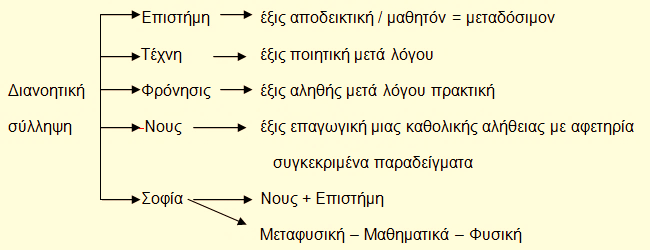 Επιστήμη έξις αποδεικτική / μαθητόν = μεταδόσιμον
Τέχνη έξις ποιητική μετά λόγου
Διανοητική Φρόνησις έξις αληθής μετά λόγου πρακτική
σύλληψη -Νους έξις επαγωγική μιας καθολικής αλήθειας με αφετηρία
συγκεκριμένα παραδείγματα
Σοφία Νους + Επιστήμη
Μεταφυσική – Μαθηματικά – Φυσική